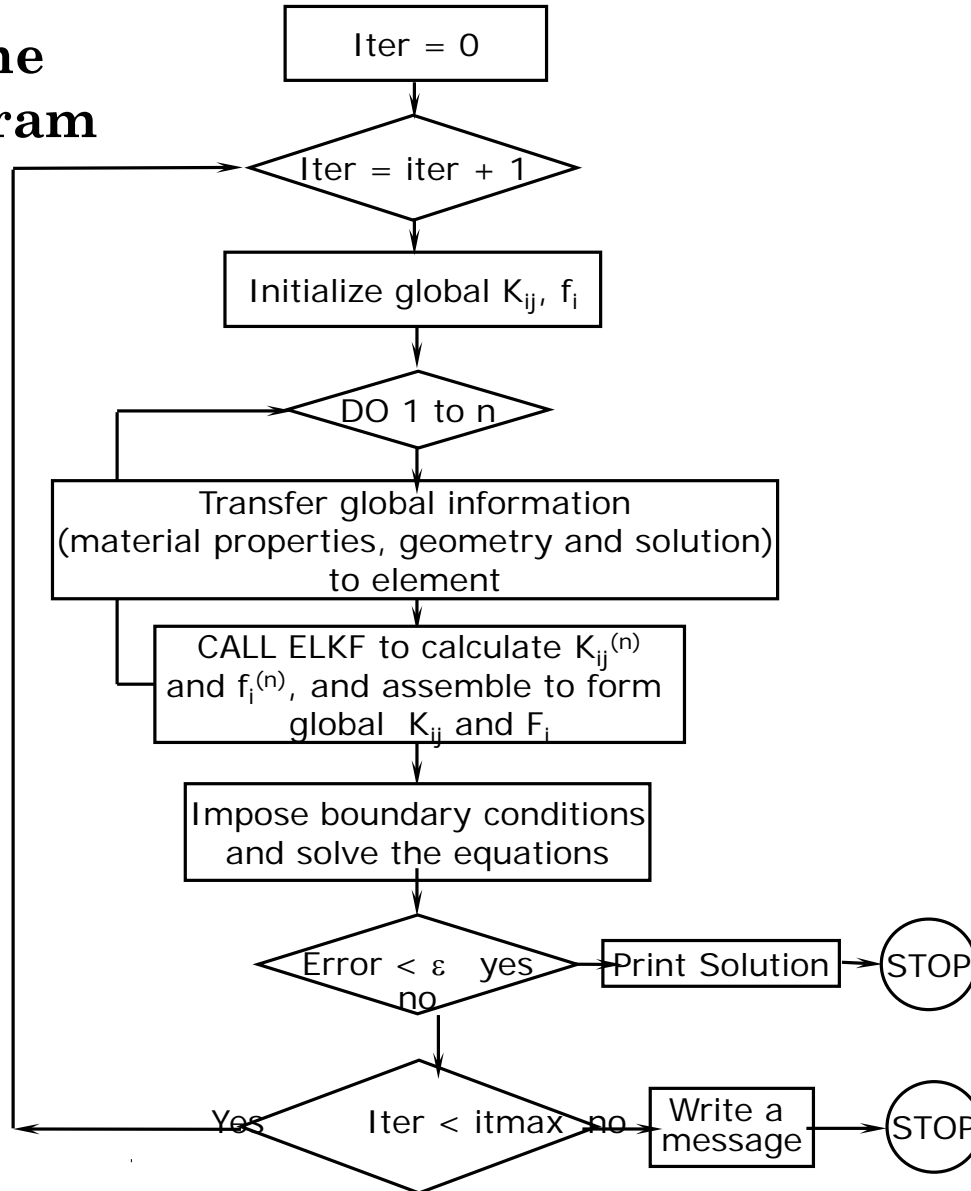 ne
ram
Iter = 0
Iter = iter + 1
Initialize global K_ij, f_i
DO 1 to n
Transfer global information
(material properties, geometry and solution)
to element
CALL ELKF to calculate K_ij^(n)
and f_i^(n), and assemble to form
global K_ij and F_i
Impose boundary conditions
and solve the equations
Error < ε yes
no
Print Solution
STOP
Yes
Iter < itmax
no
Write a
message
STOP